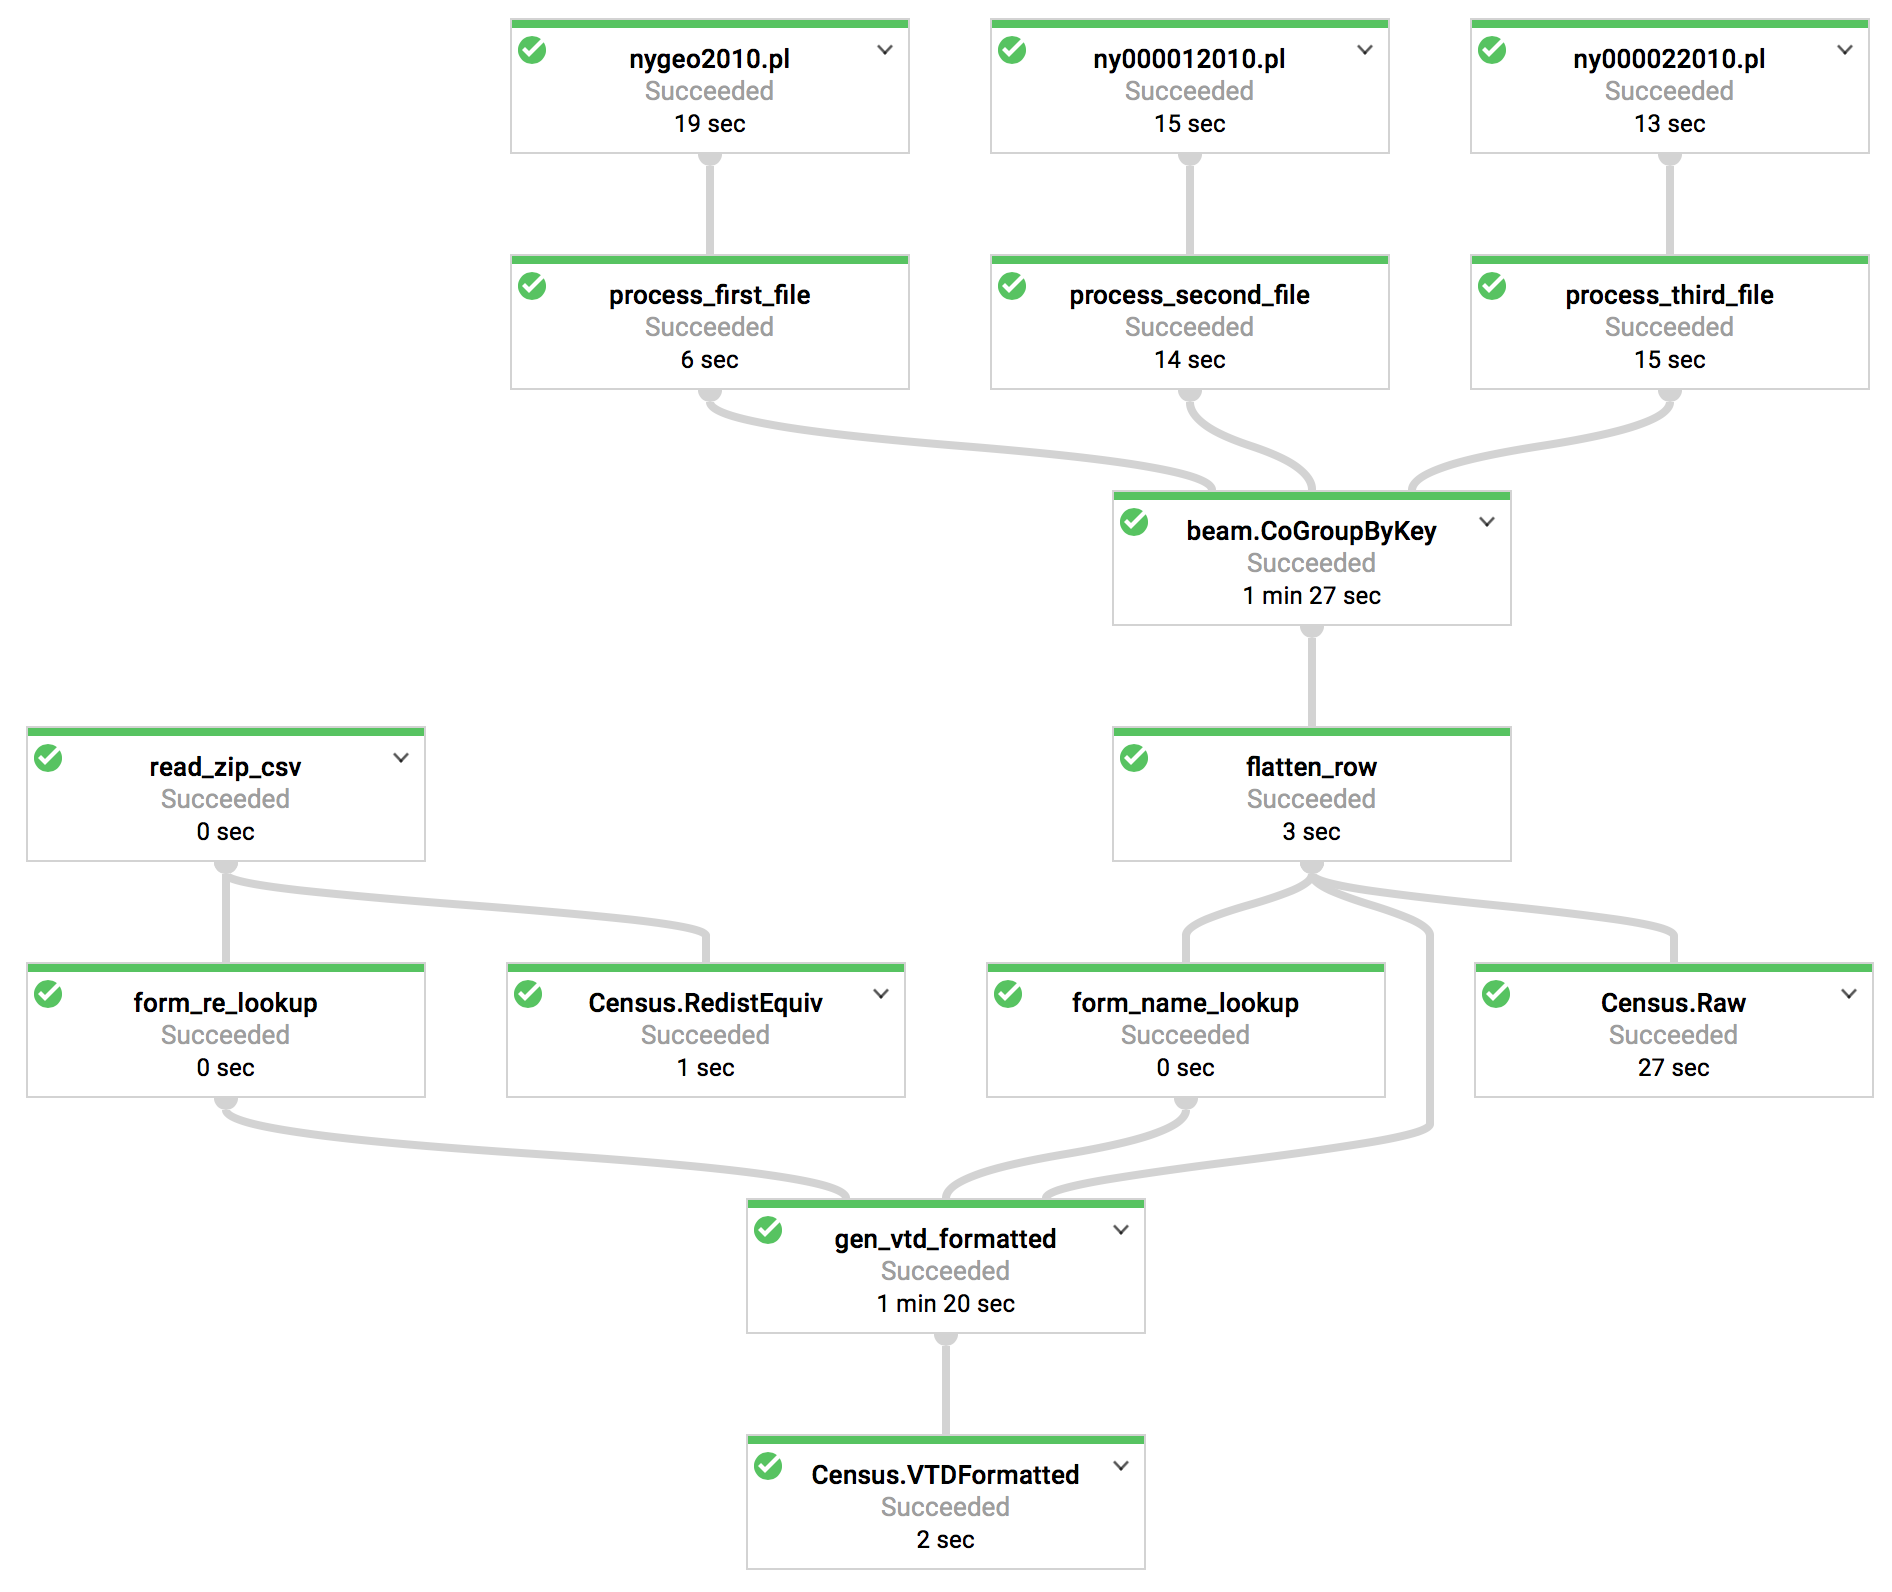 nygeo2010.pl
Succeeded
19 sec
ny000012010.pl
Succeeded
15 sec
ny000022010.pl
Succeeded
13 sec
process_first_file
Succeeded
6 sec
process_second_file
Succeeded
14 sec
process_third_file
Succeeded
15 sec
beam.CoGroupByKey
Succeeded
1 min 27 sec
read_zip_csv
Succeeded
0 sec
flatten_row
Succeeded
3 sec
form_re_lookup
Succeeded
0 sec
Census.RedistEquiv
Succeeded
1 sec
form_name_lookup
Succeeded
0 sec
Census.Raw
Succeeded
27 sec
gen_vtd_formatted
Succeeded
1 min 20 sec
Census.VTDFormatted
Succeeded
2 sec